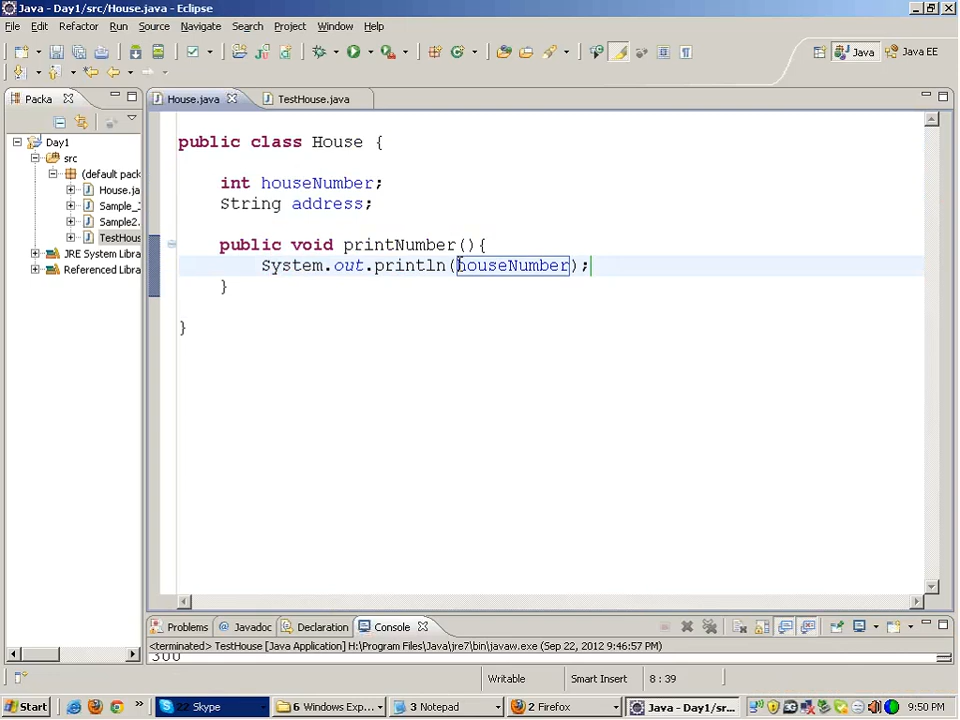 Java - Day1/src/House.java - Eclipse
File Edit Refactor Run Source Search Project Navigate Window Help
Java Java EE
Packa House.java TestHouse.java
Day1
src
(default pack
House.ja
Sample_
Sample2.
TestHous
JRE System Libra
Referenced Libra
public class House {
int houseNumber;
String address;
public void printNumber(){
System.out.println(houseNumber);
}
}
Problems @ Javadoc Declaration Console
<terminated> TestHouse [Java Application] H:\Program Files\Java\jre7\bin\javaw.exe (Sep 22, 2012 9:46:57 PM)
300
Writable Smart Insert 8 : 39
Start 22 Skype 6 Windows Exp... 3 Notepad 2 Firefox Java - Day1/sr... 9:50 PM